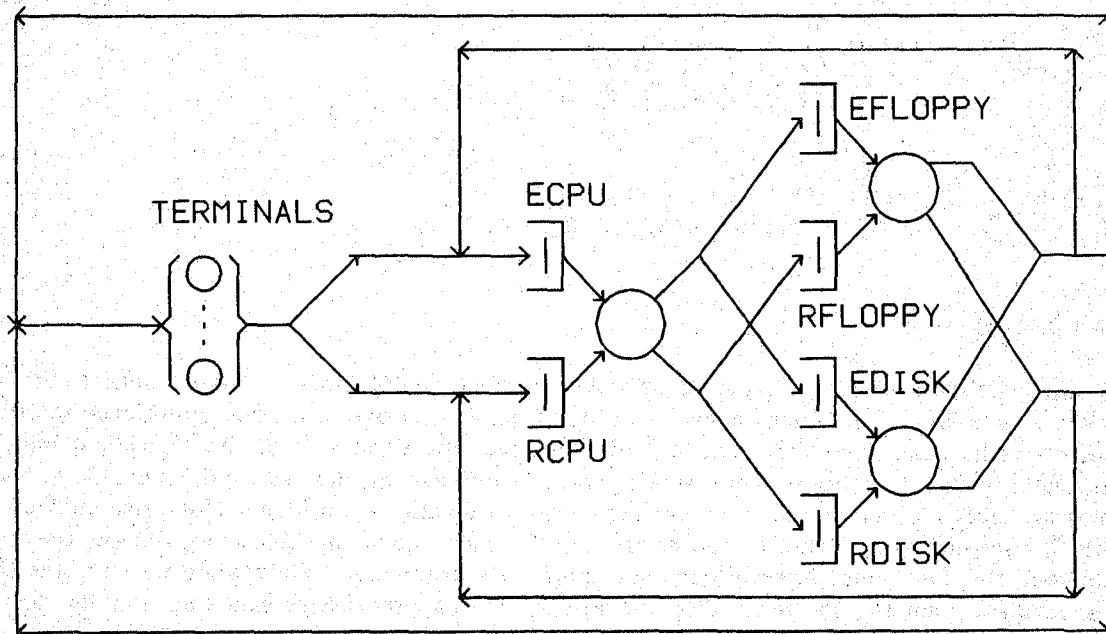 EFLOPPY
ECPU
TERMINALS
RFLOPPY
EDISK
RCPU
RDISK